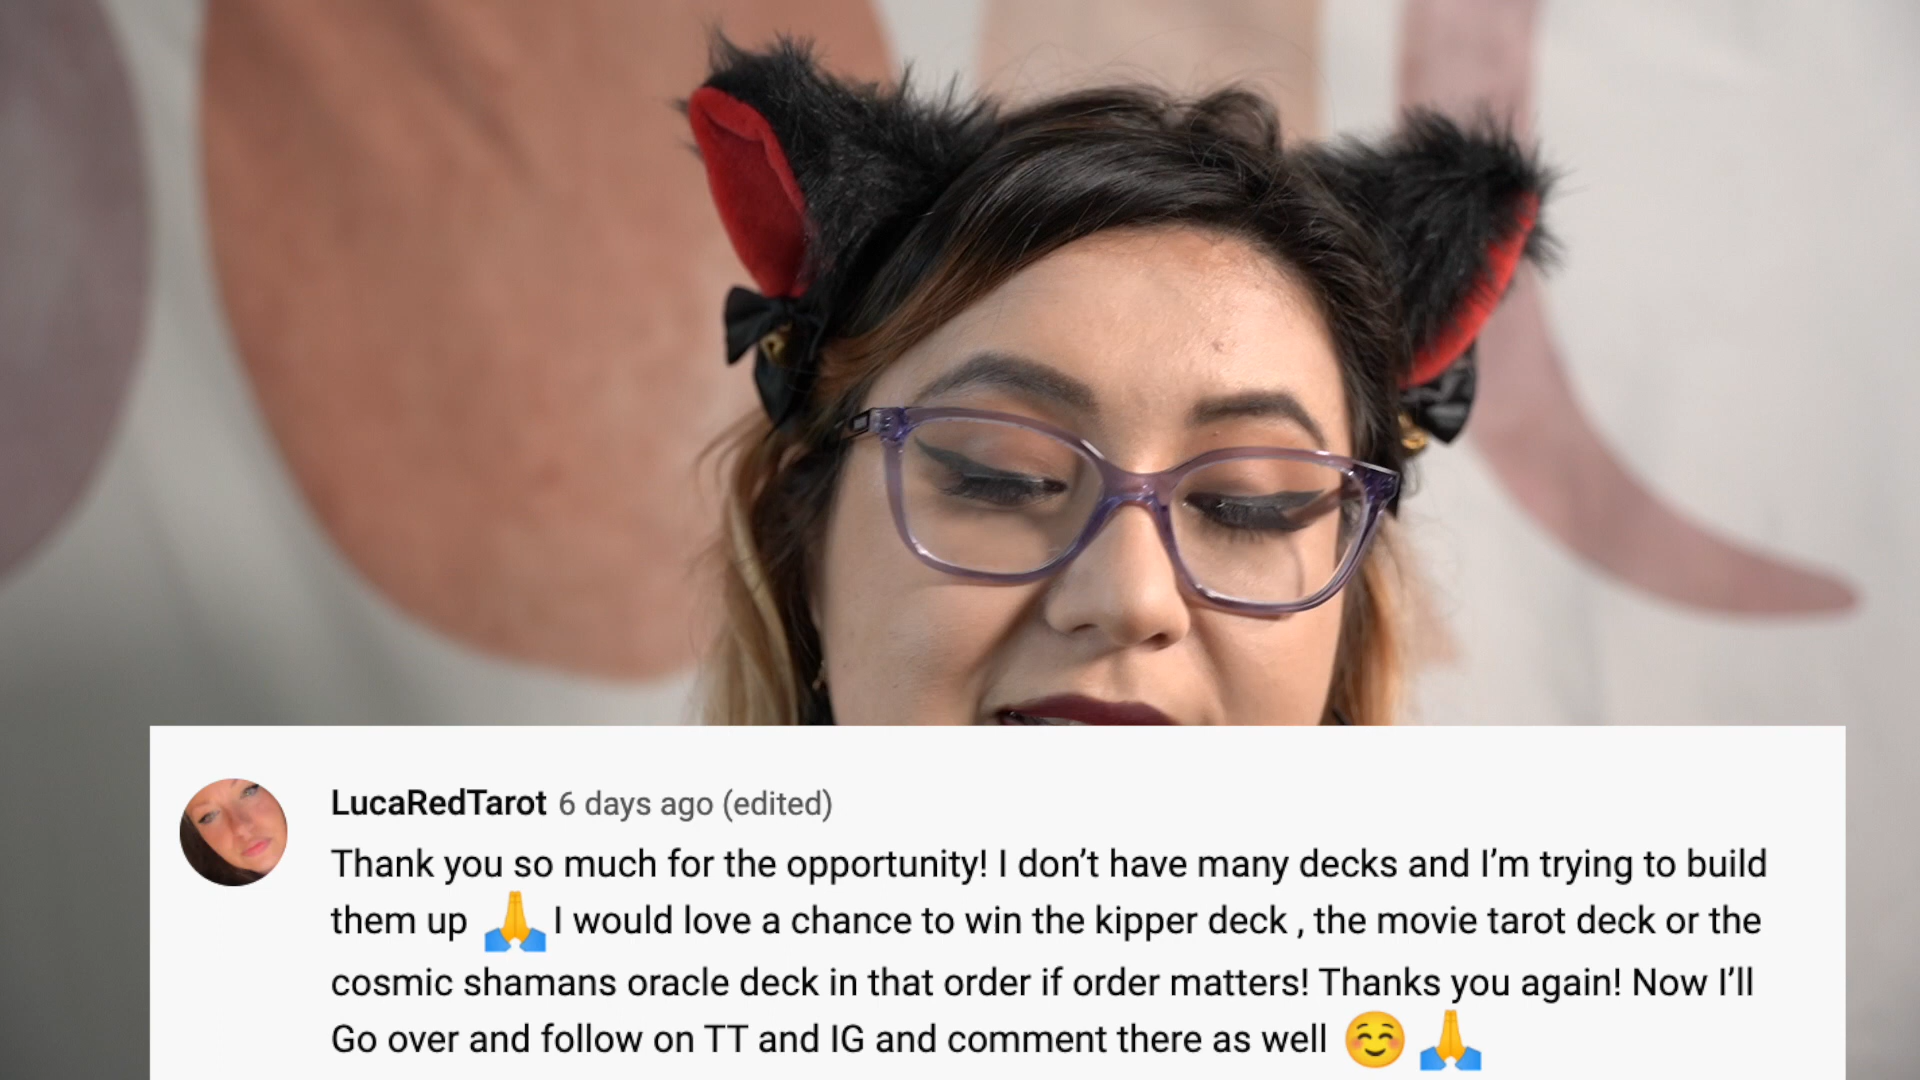 LucaRedTarot 6 days ago (edited)
Thank you so much for the opportunity! I don’t have many decks and I’m trying to build
them up 🙏 I would love a chance to win the kipper deck , the movie tarot deck or the
cosmic shamans oracle deck in that order if order matters! Thanks you again! Now I’ll
Go over and follow on TT and IG and comment there as well ☺️ 🙏